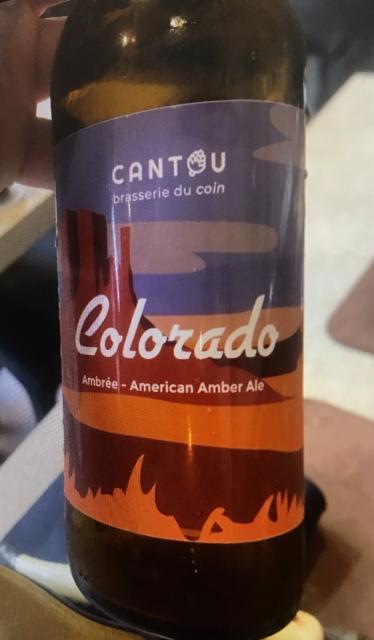 CANTOU
brasserie du coin
Colorado
Ambrée - American Amber Ale